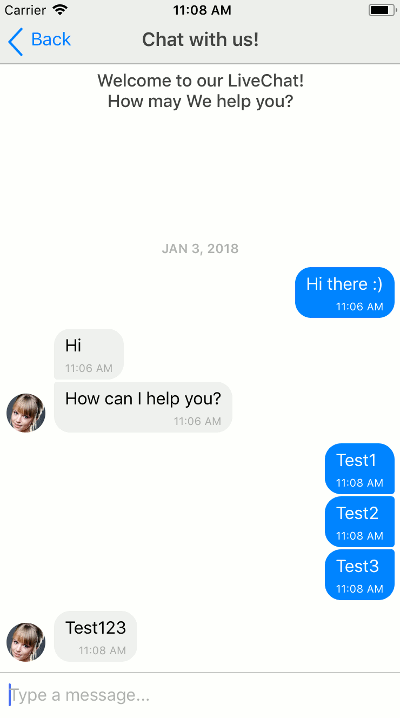 Carrier 11:08 AM
Back Chat with us!
Welcome to our LiveChat!
How may We help you?
JAN 3, 2018
Hi there :)
11:06 AM
Hi
11:06 AM
How can I help you?
11:06 AM
Test1
11:08 AM
Test2
11:08 AM
Test3
11:08 AM
Test123
11:08 AM
Type a message...